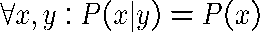 ∀x, y : P(x|y) = P(x)